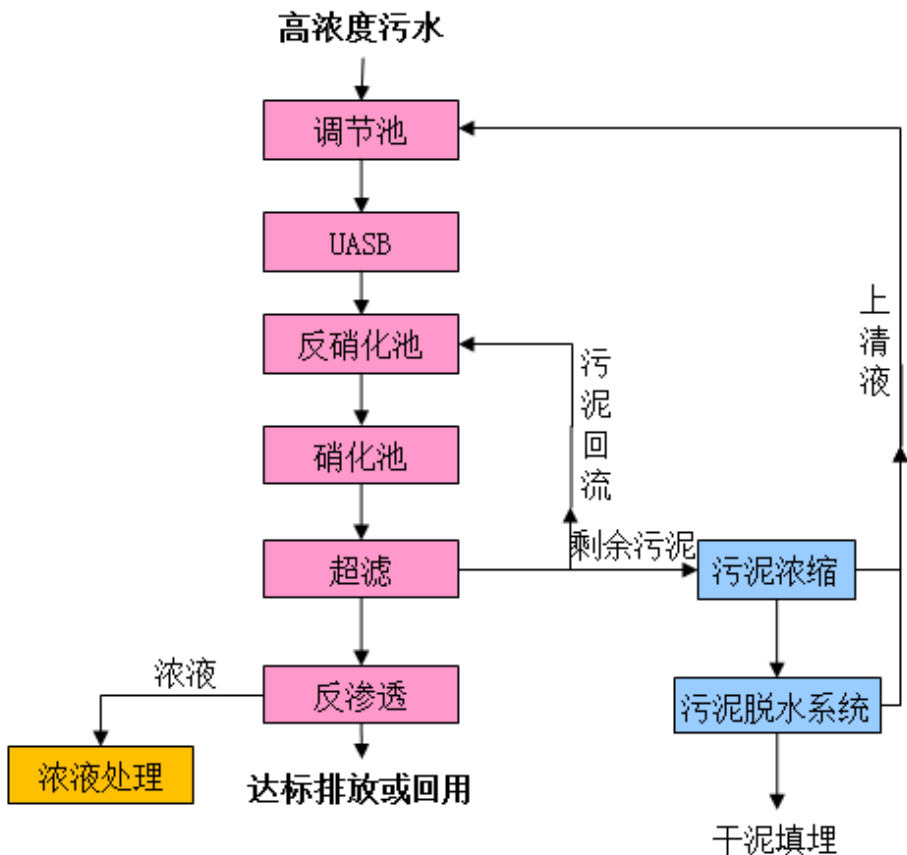 高浓度污水
调节池
UASB
反硝化池
污泥回流
上清液
硝化池
超滤
剩余污泥
污泥浓缩
浓液
反渗透
污泥脱水系统
浓液处理
达标排放或回用
干泥填埋